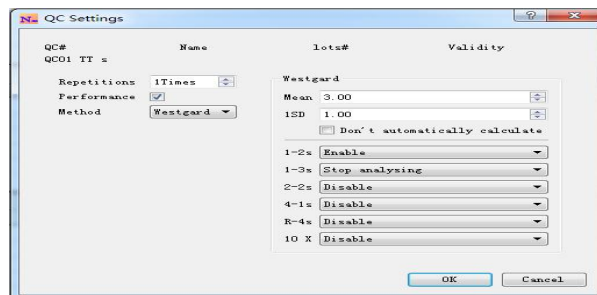 N QC Settings
QC# Name lots# Validity
QC01 TT s
Repetitions 1Times
Performance
Method Westgard
Westgard
Mean 3.00
1SD 1.00
Don't automatically calculate
1-2s Enable
1-3s Stop analysing
2-2s Disable
4-1s Disable
R-4s Disable
10 X Disable
OK Cancel